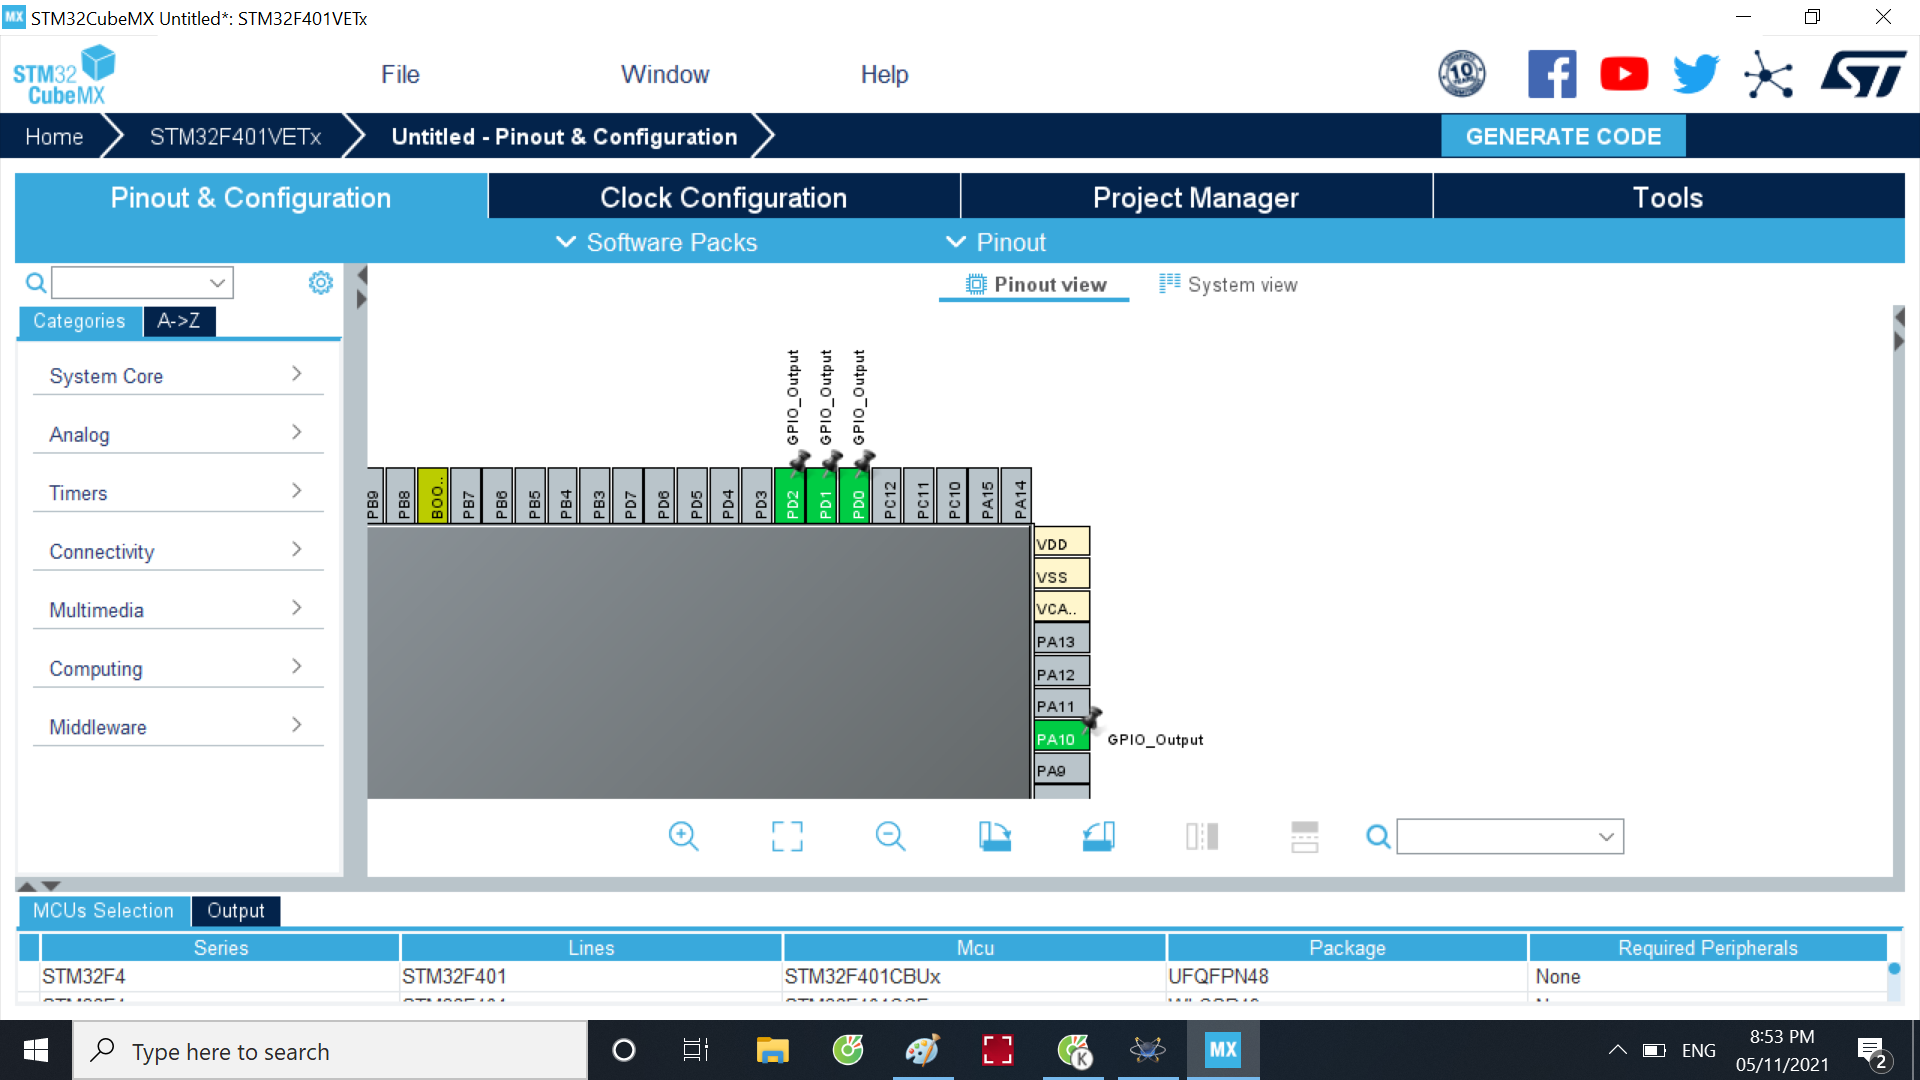 MX STM32CubeMX Untitled*: STM32F401VETx
STM32
CubeMX
File Window Help
10
YEARS
Home STM32F401VETx Untitled - Pinout & Configuration GENERATE CODE
Pinout & Configuration Clock Configuration Project Manager Tools
Software Packs Pinout
Pinout view System view
Categories A->Z
System Core
Analog
Timers
Connectivity
Multimedia
Computing
Middleware
GPIO_Output GPIO_Output GPIO_Output
PB9 PB8 BOO.. PB7 PB6 PB5 PB4 PB3 PD7 PD6 PD5 PD4 PD3 PD2 PD1 PD0 PC12 PC11 PC10 PA15 PA14
VDD
VSS
VCA..
PA13
PA12
PA11
PA10 GPIO_Output
PA9
MCUs Selection Output
Series Lines Mcu Package Required Peripherals
STM32F4 STM32F401 STM32F401CBUx UFQFPN48 None
Type here to search
K
MX
ENG
8:53 PM
05/11/2021
2